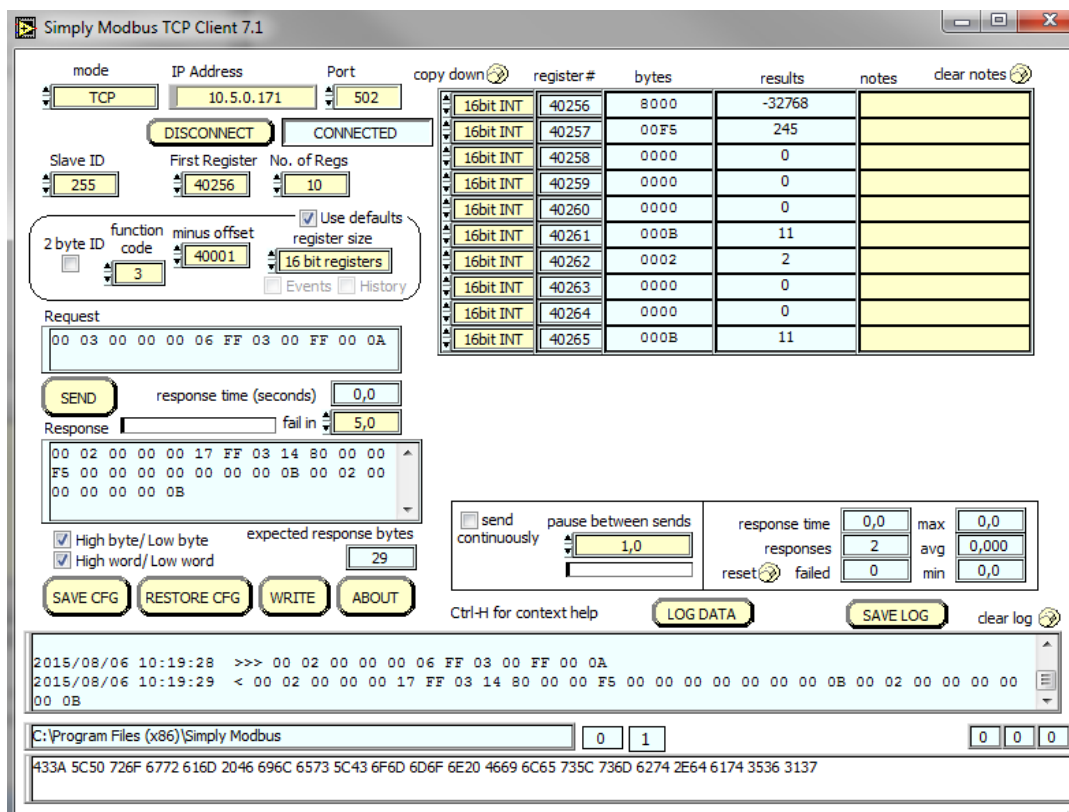 Simply Modbus TCP Client 7.1
mode IP Address Port
TCP 10.5.0.171 502
DISCONNECT CONNECTED
Slave ID First Register No. of Regs
255 40256 10
Use defaults
2 byte ID function code minus offset register size
3 40001 16 bit registers
Events History
Request
00 03 00 00 00 06 FF 03 00 FF 00 0A
SEND response time (seconds) 0,0
Response fail in 5,0
00 02 00 00 00 17 FF 03 14 80 00 00
F5 00 00 00 00 00 00 00 0B 00 02 00
00 00 00 00 0B
High byte/ Low byte expected response bytes
High word/ Low word 29
SAVE CFG RESTORE CFG WRITE ABOUT
copy down register# bytes results notes clear notes
16bit INT 40256 8000 -32768
16bit INT 40257 00F5 245
16bit INT 40258 0000 0
16bit INT 40259 0000 0
16bit INT 40260 0000 0
16bit INT 40261 000B 11
16bit INT 40262 0002 2
16bit INT 40263 0000 0
16bit INT 40264 0000 0
16bit INT 40265 000B 11
send continuously pause between sends
1,0
response time 0,0 max 0,0
responses 2 avg 0,000
reset failed 0 min 0,0
Ctrl-H for context help LOG DATA SAVE LOG clear log
2015/08/06 10:19:28 >>> 00 02 00 00 00 06 FF 03 00 FF 00 0A
2015/08/06 10:19:29 < 00 02 00 00 00 17 FF 03 14 80 00 00 F5 00 00 00 00 00 00 00 0B 00 02 00 00 00 00
00 0B
C:\Program Files (x86)\Simply Modbus 0 1 0 0 0
433A 5C50 726F 6772 616D 2046 696C 6573 5C43 6F6D 6D6F 6E20 4669 6C65 735C 736D 6274 2E64 6174 3536 3137